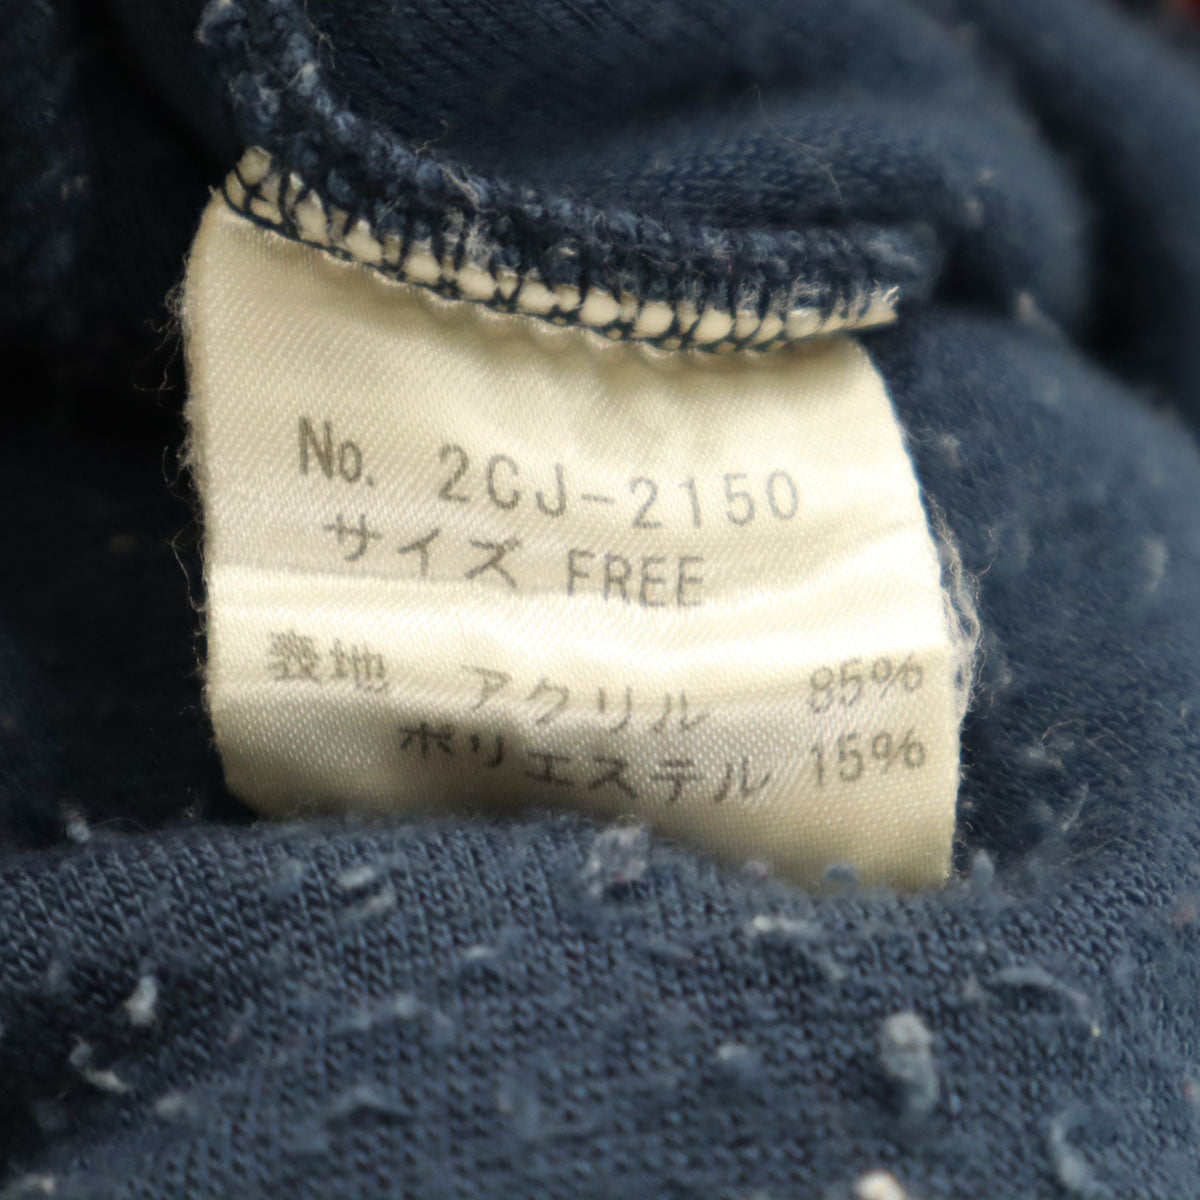 No. 2CJ-2150
サイズ FREE
表地 アクリル 85%
ポリエステル 15%